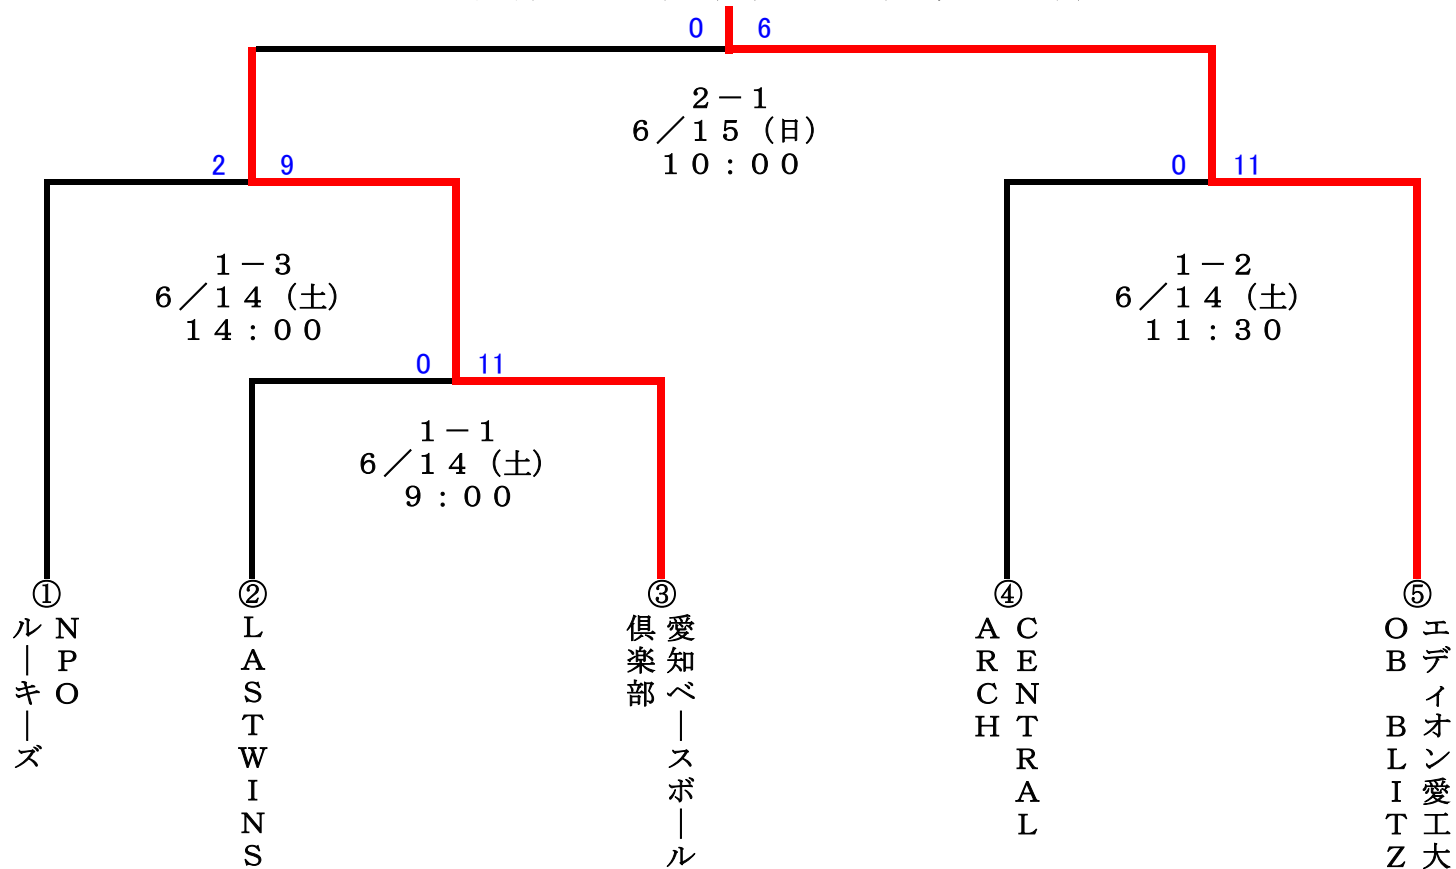 0 6
2－1
6／15（日）
10：00
2 9
0 11
1－3
6／14（土）
14：00
1－2
6／14（土）
11：30
0 11
1－1
6／14（土）
9：00
①
NPO
ルーキーズ
②
LASTWINS
③
愛知ベースボール
倶楽部
④
CENTRAL
ARCH
⑤
エディオン愛工大
OB BLITZ